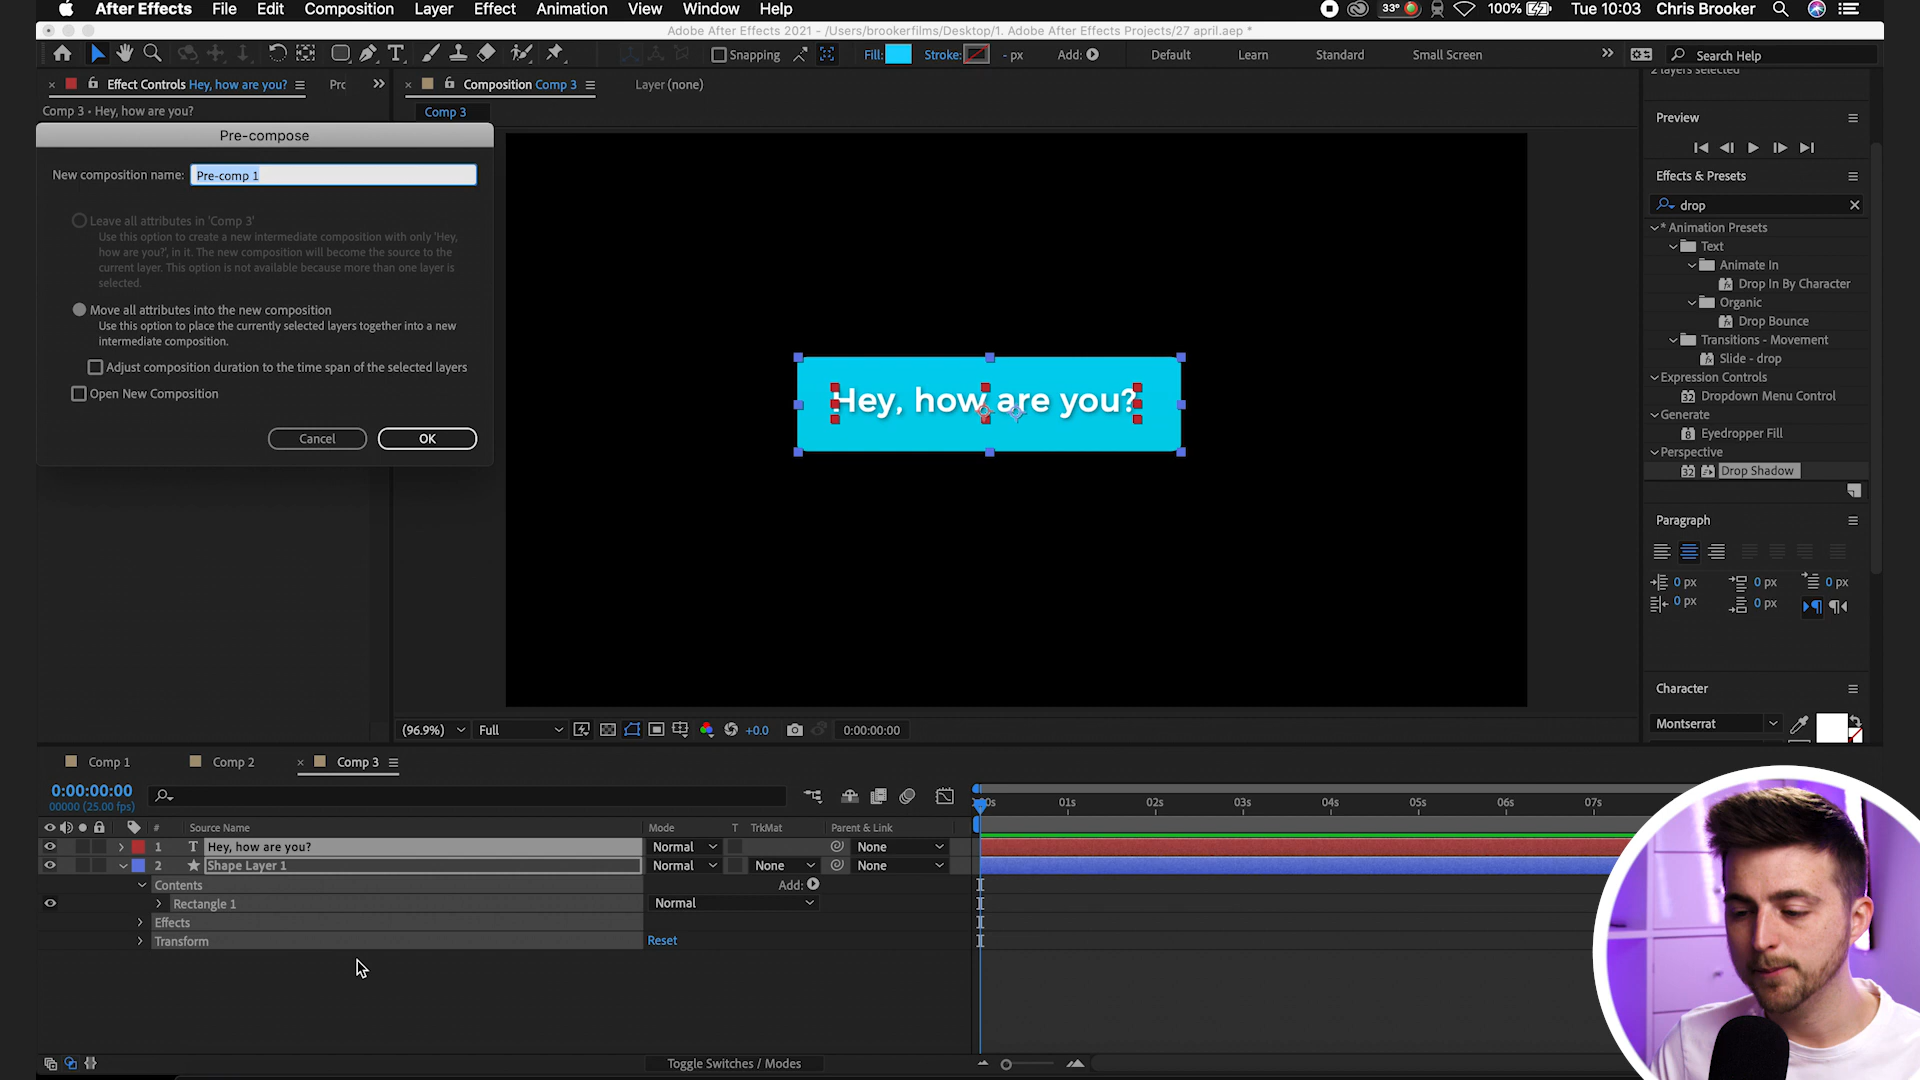 After Effects File Edit Composition Layer Effect Animation View Window Help 33° 100% Tue 10:03 Chris Brooker
Adobe After Effects 2021 - /Users/brookerfilms/Desktop/1. Adobe After Effects Projects/27 april.aep *
Snapping Fill: Stroke: - px Add: Default Learn Standard Small Screen Search Help
Effect Controls Hey, how are you? Prc Composition Comp 3 Layer (none)
2 layers selected
Comp 3 • Hey, how are you?
Comp 3
Pre-compose
New composition name: Pre-comp 1
Leave all attributes in 'Comp 3'
Use this option to create a new intermediate composition with only 'Hey,
how are you?', in it. The new composition will become the source to the
current layer. This option is not available because more than one layer is
selected.
Move all attributes into the new composition
Use this option to place the currently selected layers together into a new
intermediate composition.
Adjust composition duration to the time span of the selected layers
Open New Composition
Cancel OK
Hey, how are you?
Preview
Effects & Presets
drop
* Animation Presets
Text
Animate In
Drop In By Character
Organic
Drop Bounce
Transitions - Movement
Slide - drop
Expression Controls
32 Dropdown Menu Control
Generate
8 Eyedropper Fill
Perspective
32 Drop Shadow
Paragraph
0 px 0 px 0 px
0 px 0 px
Character
Montserrat
(96.9%) Full +0.0 0:00:00:00
Comp 1 Comp 2 Comp 3
0:00:00:00
00000 (25.00 fps)
01s 02s 03s 04s 05s 06s 07s
# Source Name Mode T TrkMat Parent & Link
1 T Hey, how are you? Normal None
2 Shape Layer 1 Normal None None
Contents Add:
Rectangle 1 Normal
Effects
Transform Reset
Toggle Switches / Modes